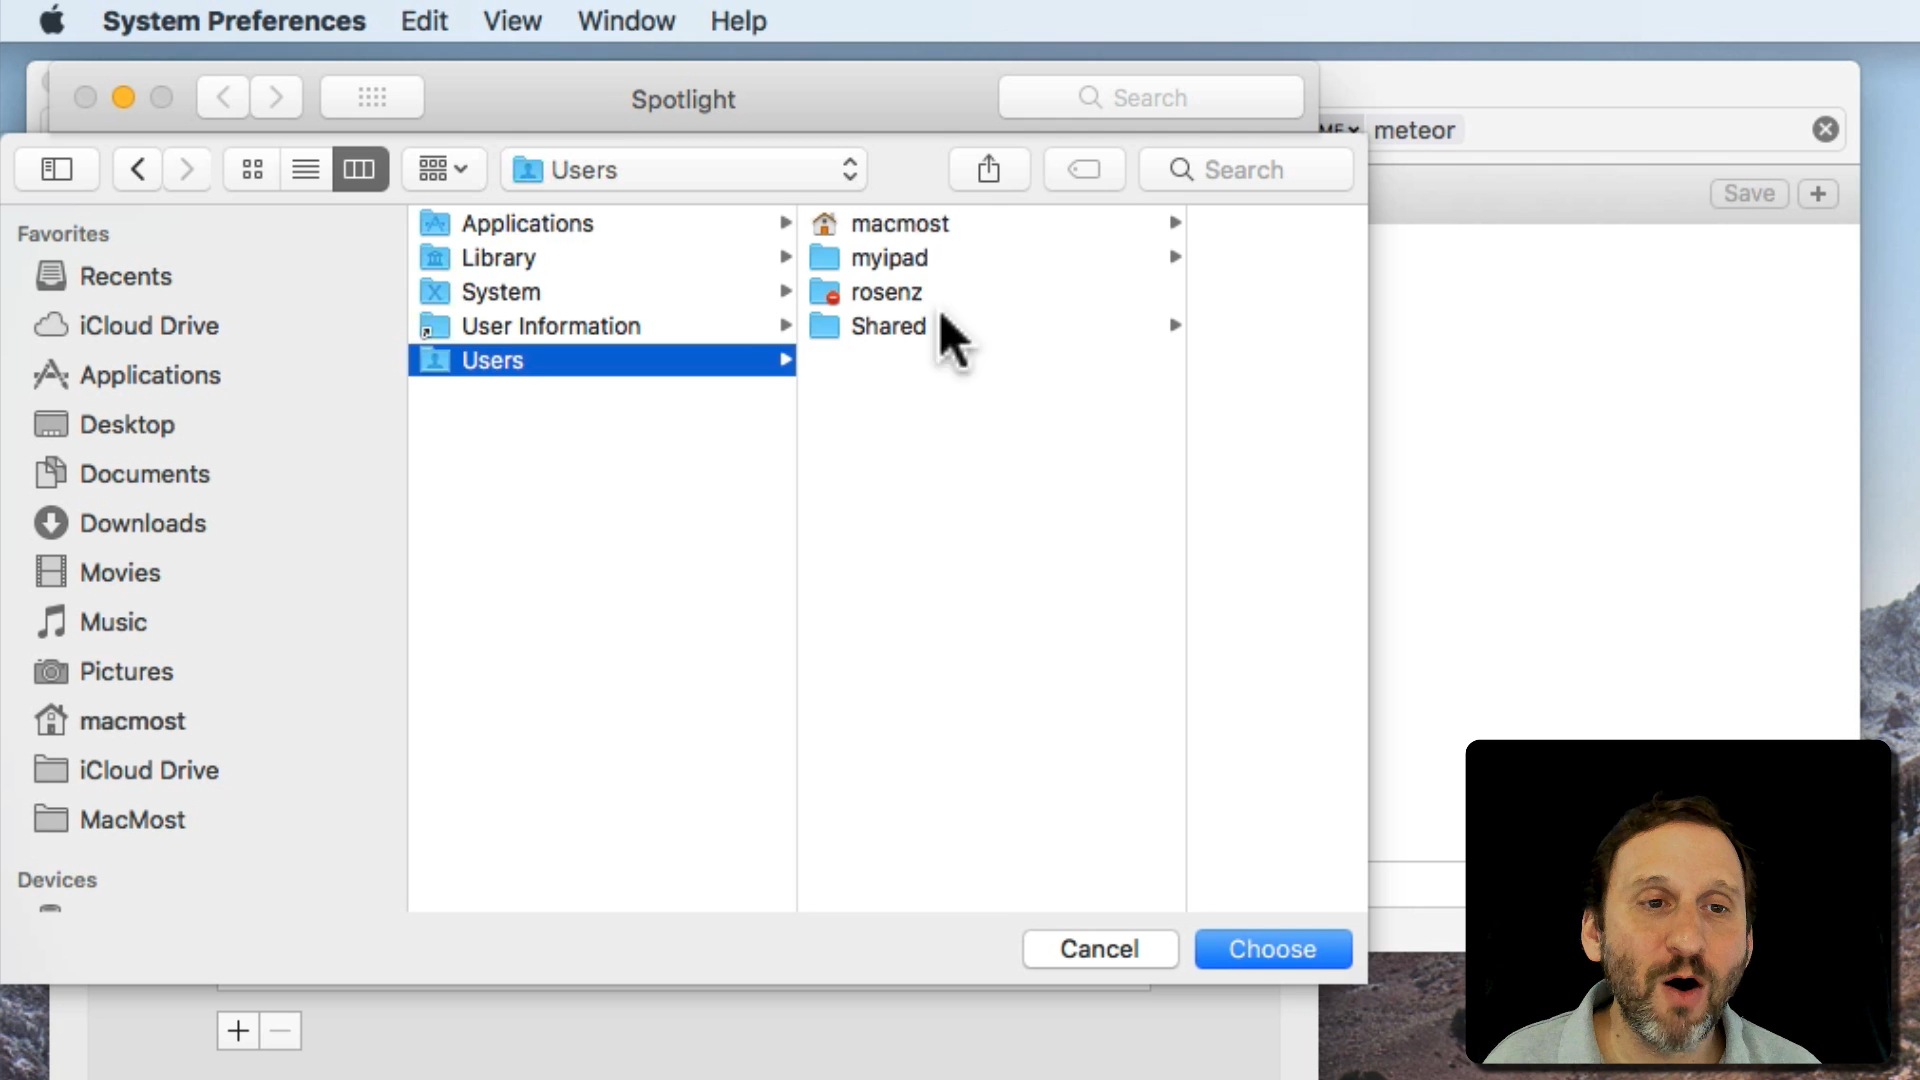 System Preferences Edit View Window Help
Spotlight
Search
meteor
Users
Search
Save
Favorites
Recents
iCloud Drive
Applications
Desktop
Documents
Downloads
Movies
Music
Pictures
macmost
iCloud Drive
MacMost
Devices
Applications
Library
System
User Information
Users
macmost
myipad
rosenz
Shared
Cancel
Choose